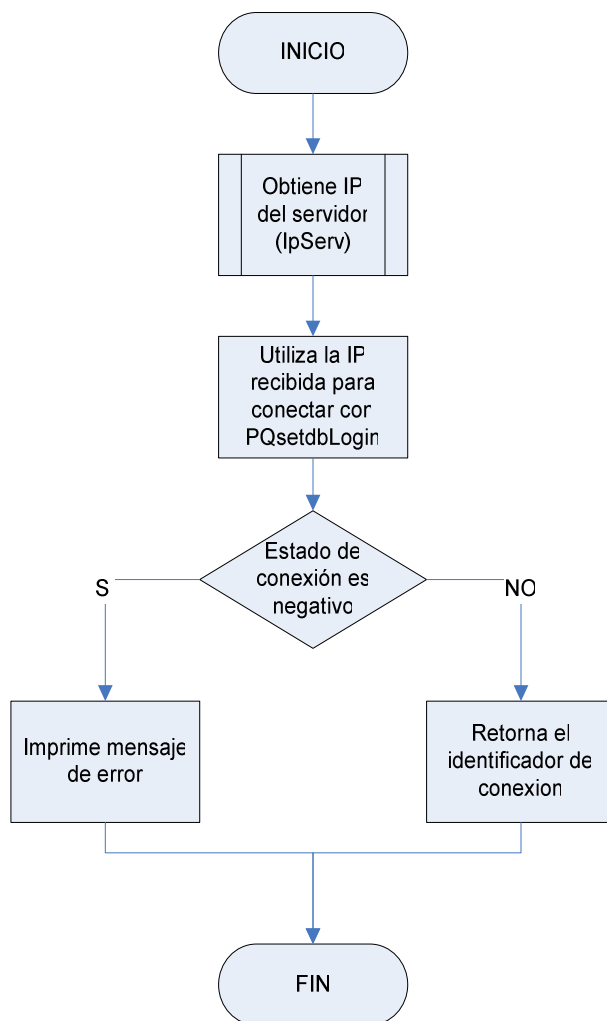 INICIO
Obtiene IP
del servidor
(IpServ)
Utiliza la IP
recibida para
conectar con
PQsetdbLogin
Estado de
conexión es
negativo
S
NO
Imprime mensaje
de error
Retorna el
identificador de
conexion
FIN